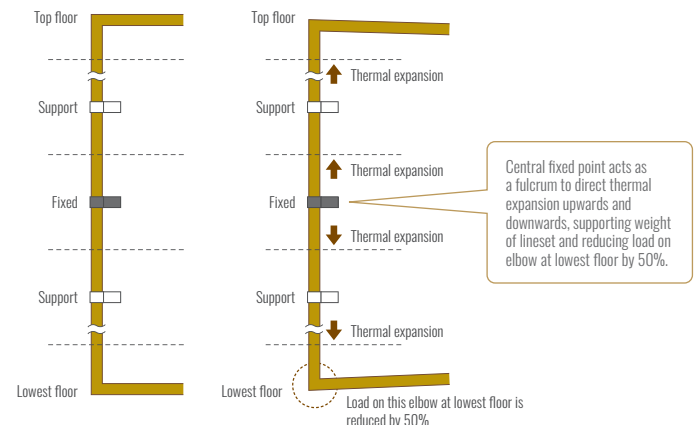 Top floor
Support
Fixed
Support
Lowest floor
Top floor
Thermal expansion
Support
Thermal expansion
Fixed
Thermal expansion
Support
Thermal expansion
Lowest floor
Load on this elbow at lowest floor is
reduced by 50%
Central fixed point acts as
a fulcrum to direct thermal
expansion upwards and
downwards, supporting weight
of lineset and reducing load on
elbow at lowest floor by 50%.